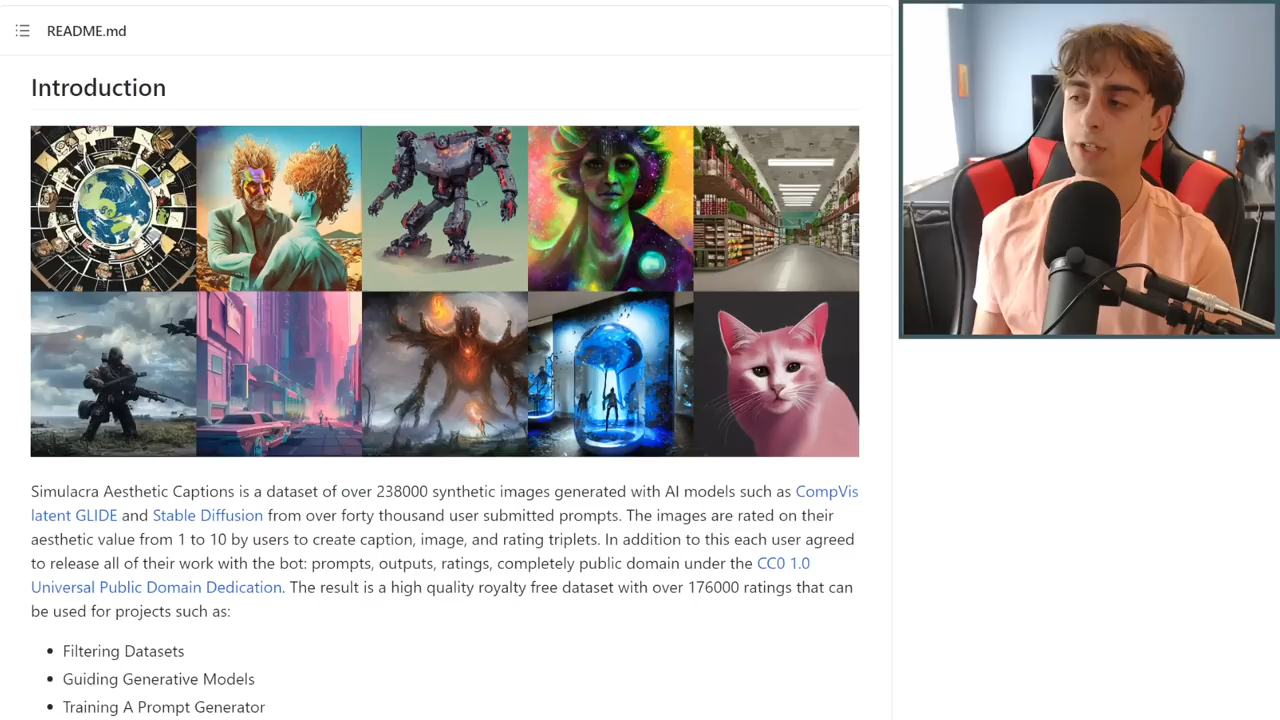 README.md
Introduction
Simulacra Aesthetic Captions is a dataset of over 238000 synthetic images generated with AI models such as CompVis
latent GLIDE and Stable Diffusion from over forty thousand user submitted prompts. The images are rated on their
aesthetic value from 1 to 10 by users to create caption, image, and rating triplets. In addition to this each user agreed
to release all of their work with the bot: prompts, outputs, ratings, completely public domain under the CC0 1.0
Universal Public Domain Dedication. The result is a high quality royalty free dataset with over 176000 ratings that can
be used for projects such as:
Filtering Datasets
Guiding Generative Models
Training A Prompt Generator